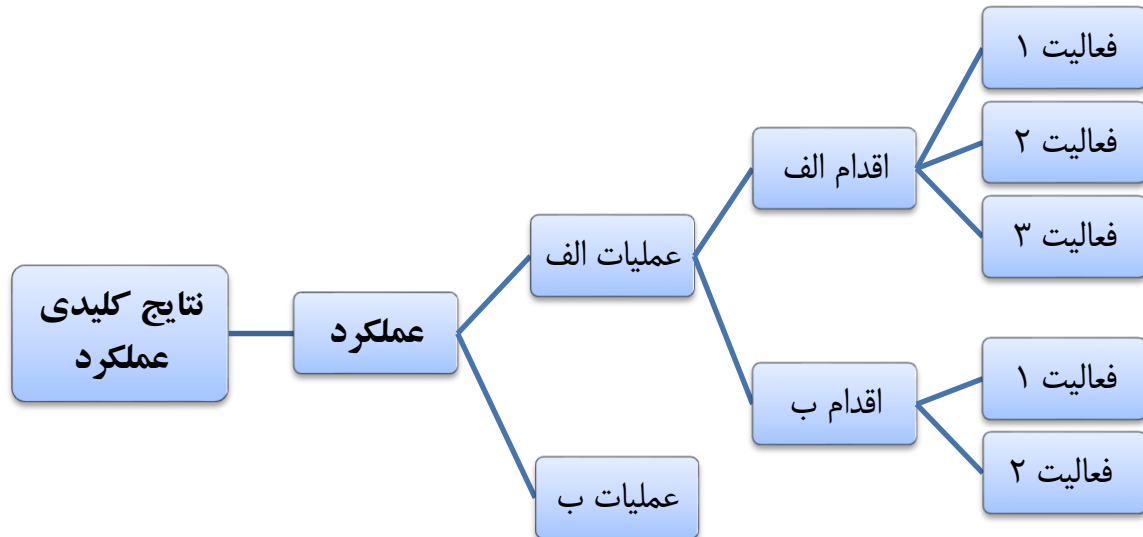 فعالیت ۱
فعالیت ۲
اقدام الف
فعالیت ۳
عملیات الف
نتایج کلیدی
عملکرد
عملکرد
فعالیت ۱
اقدام ب
فعالیت ۲
عملیات ب